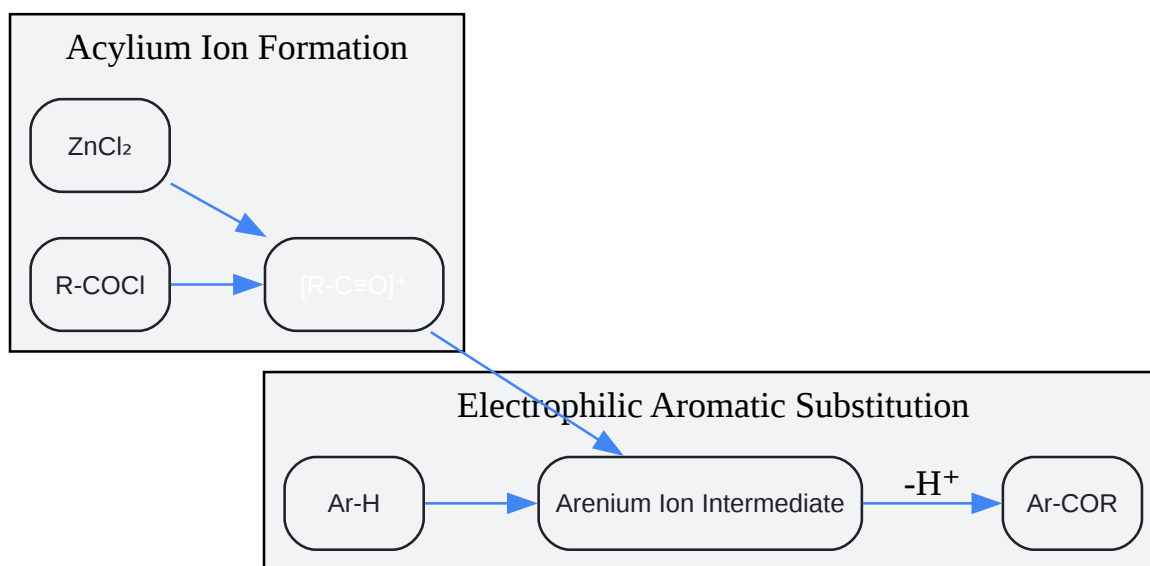 Acylium Ion Formation
ZnCl₂
R-COCl
[R-C≡O]⁺
Electrophilic Aromatic Substitution
Ar-H
Arenium Ion Intermediate
-H⁺
Ar-COR